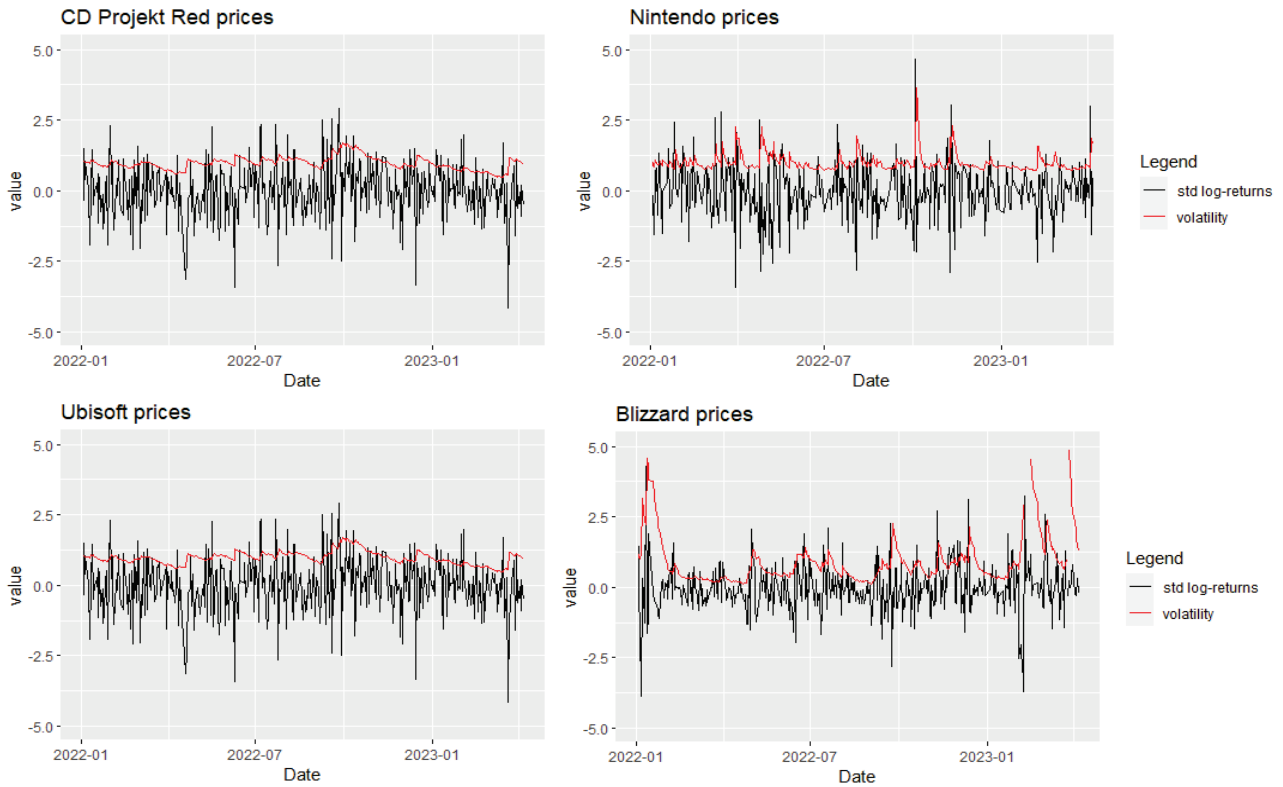 CD Projekt Red prices
5.0
2.5
0.0
-2.5
-5.0
value
2022-01
2022-07
2023-01
Date
Nintendo prices
5.0
2.5
0.0
-2.5
-5.0
value
2022-01
2022-07
2023-01
Date
Legend
std log-returns
volatility
Ubisoft prices
5.0
2.5
0.0
-2.5
-5.0
value
2022-01
2022-07
2023-01
Date
Blizzard prices
5.0
2.5
0.0
-2.5
-5.0
value
2022-01
2022-07
2023-01
Date
Legend
std log-returns
volatility